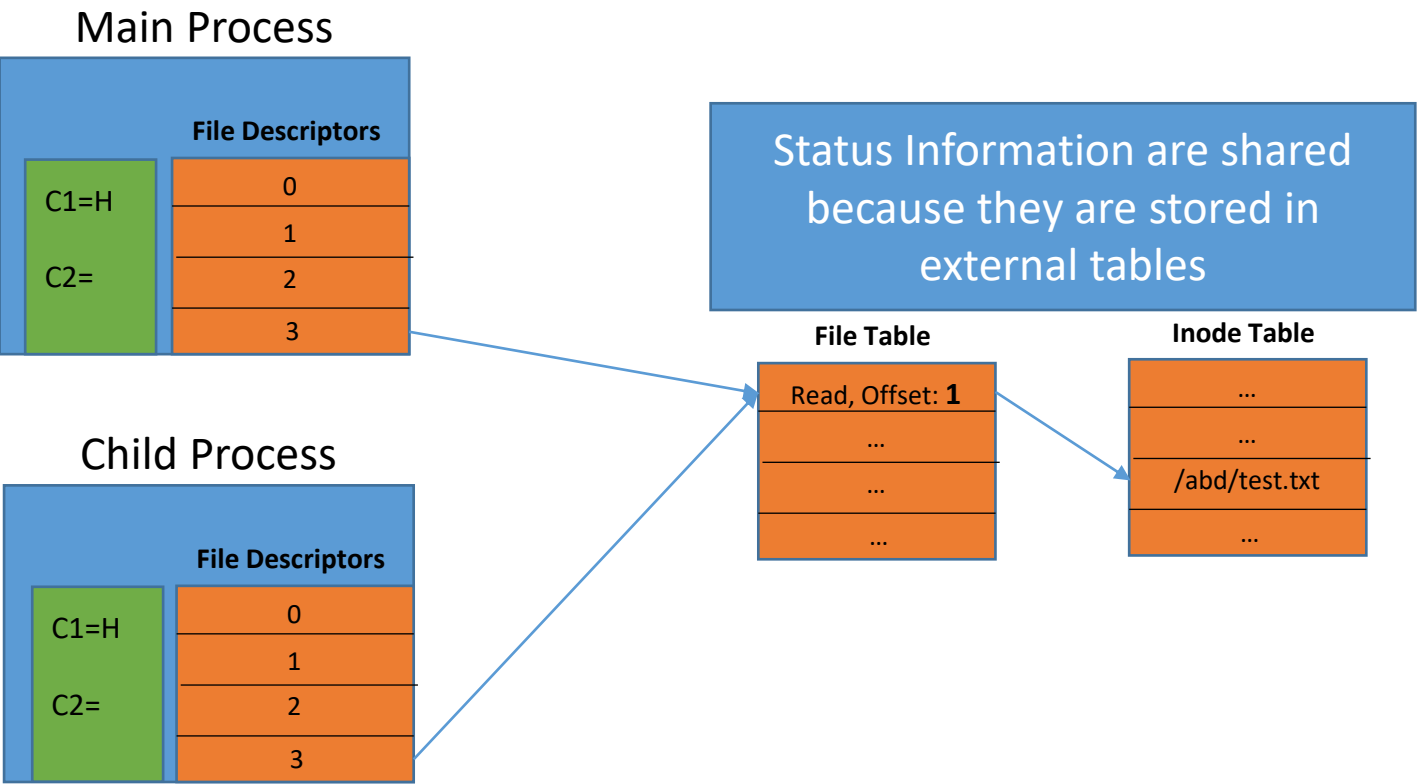 Main Process
File Descriptors
C1=H
C2=
0
1
2
3
Status Information are shared
because they are stored in
external tables
File Table
Read, Offset: 1
...
...
...
Inode Table
...
...
/abd/test.txt
...
Child Process
File Descriptors
C1=H
C2=
0
1
2
3